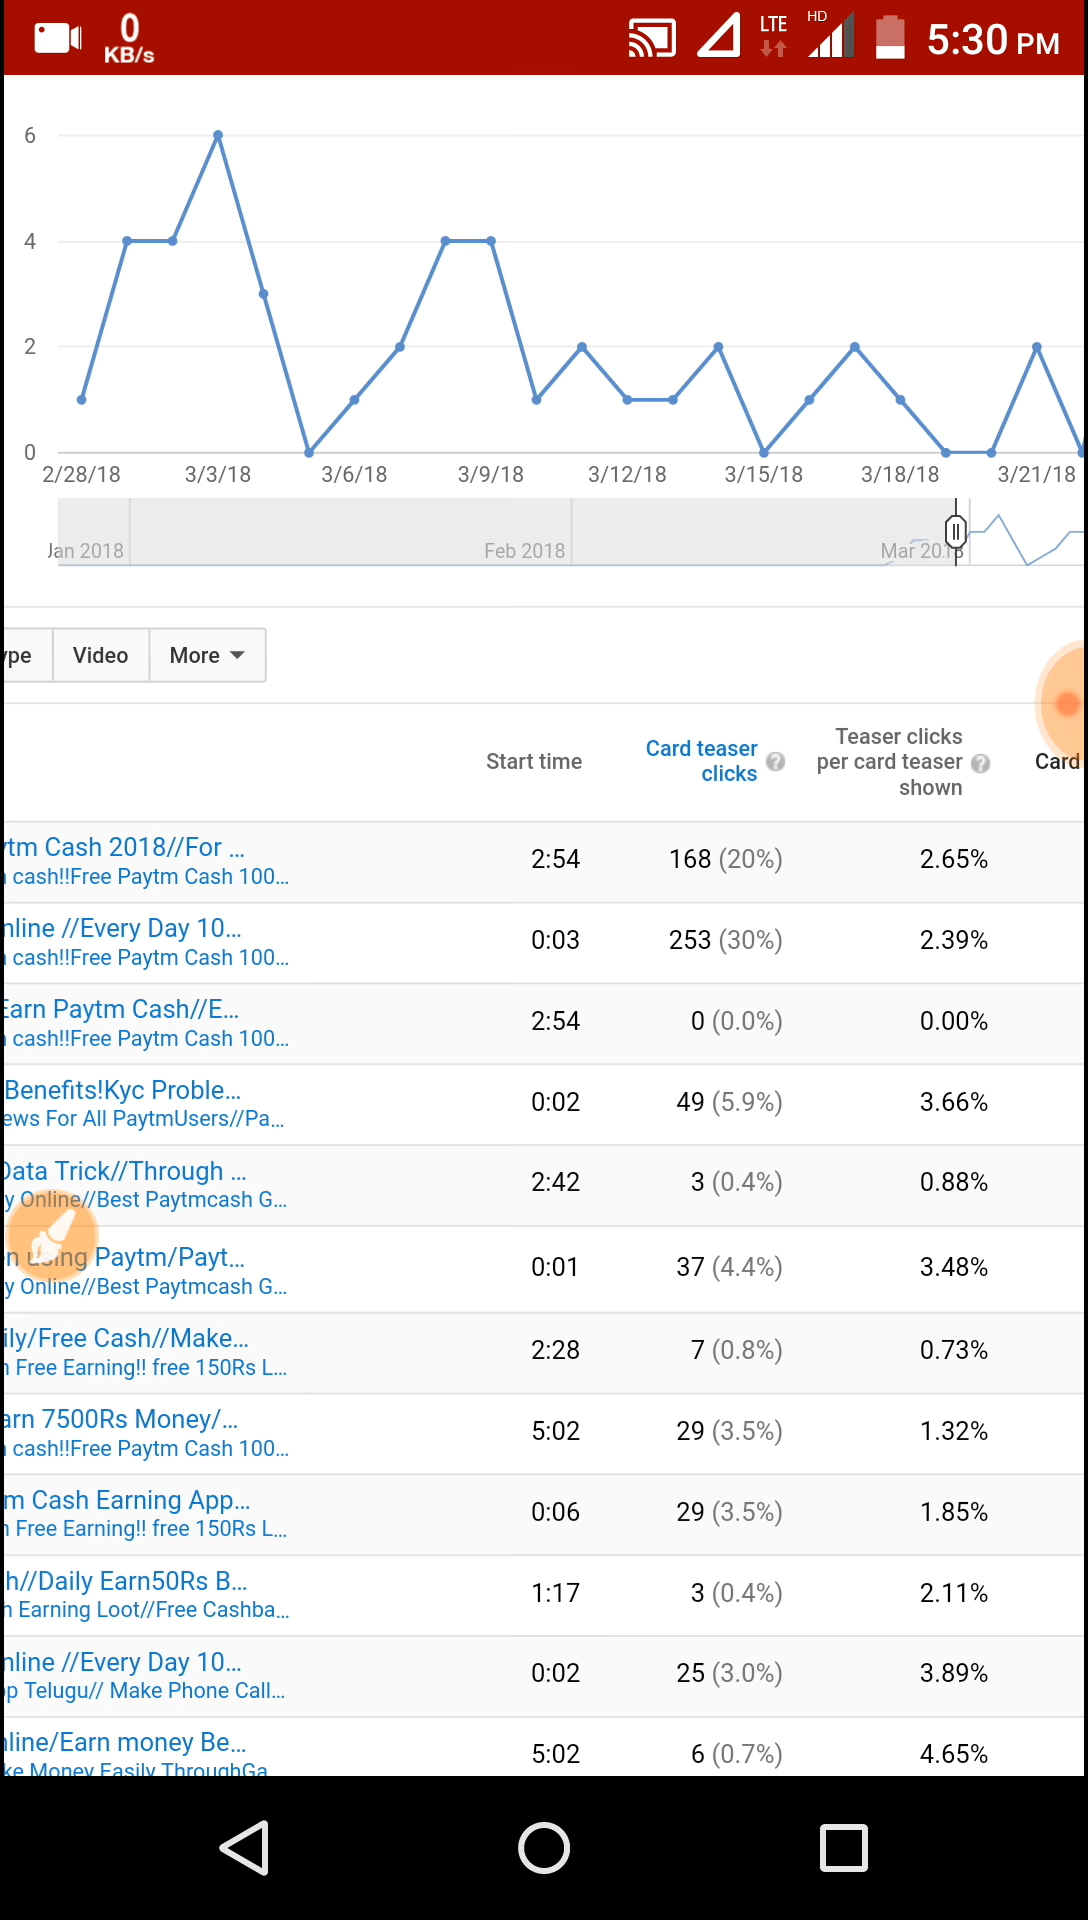 0
KB/s
LTE
HD
5:30 PM
6
4
2
0
2/28/18 3/3/18 3/6/18 3/9/18 3/12/18 3/15/18 3/18/18 3/21/18
Jan 2018 Feb 2018 Mar 2018
ype Video More
Start time Card teaser clicks ? Teaser clicks per card teaser shown ? Card
ytm Cash 2018//For ...
cash!!Free Paytm Cash 100...
2:54 168 (20%) 2.65%
nline //Every Day 10...
cash!!Free Paytm Cash 100...
0:03 253 (30%) 2.39%
Earn Paytm Cash//E...
cash!!Free Paytm Cash 100...
2:54 0 (0.0%) 0.00%
Benefits!Kyc Proble...
ews For All PaytmUsers//Pa...
0:02 49 (5.9%) 3.66%
Data Trick//Through ...
y Online//Best Paytmcash G...
2:42 3 (0.4%) 0.88%
en using Paytm/Payt...
y Online//Best Paytmcash G...
0:01 37 (4.4%) 3.48%
ily/Free Cash//Make...
n Free Earning!! free 150Rs L...
2:28 7 (0.8%) 0.73%
arn 7500Rs Money/...
cash!!Free Paytm Cash 100...
5:02 29 (3.5%) 1.32%
m Cash Earning App...
n Free Earning!! free 150Rs L...
0:06 29 (3.5%) 1.85%
h//Daily Earn50Rs B...
n Earning Loot//Free Cashba...
1:17 3 (0.4%) 2.11%
nline //Every Day 10...
pp Telugu// Make Phone Call...
0:02 25 (3.0%) 3.89%
nline/Earn money Be...
ke Money Easily ThroughGa
5:02 6 (0.7%) 4.65%